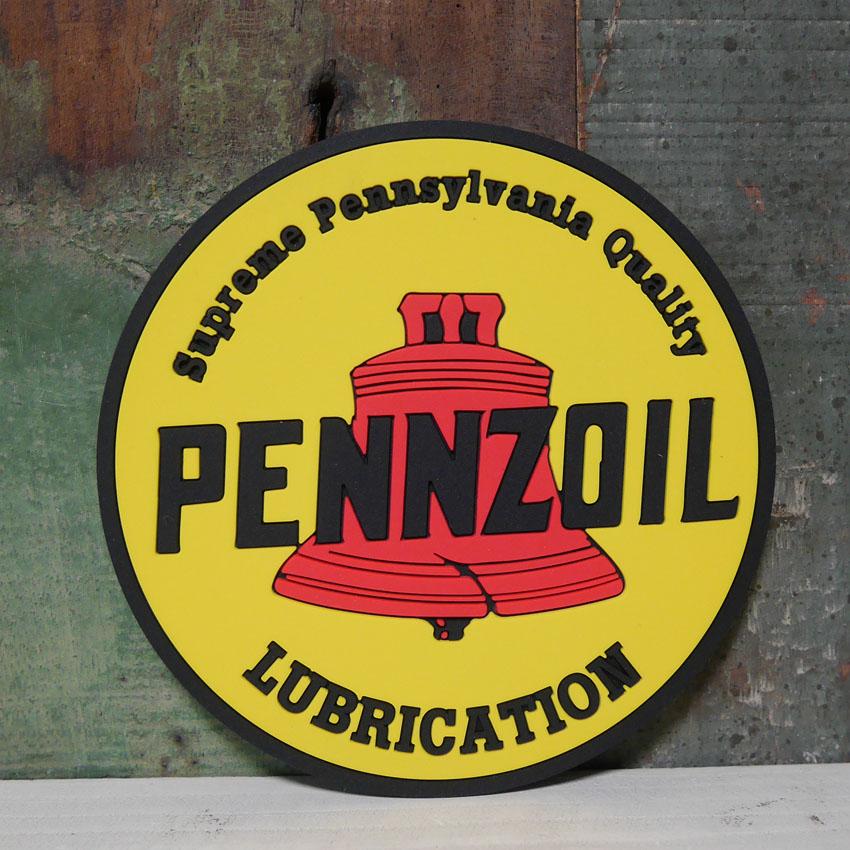 Supreme Pennsylvania Quality
PENNZOIL
LUBRICATION